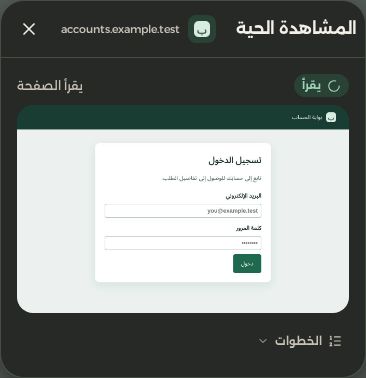 المشاهدة الحية
ب accounts.example.test
يقرأ
يقرأ الصفحة
ب بوابة الحساب
تسجيل الدخول
تابع إلى حسابك للوصول إلى تفاصيل الطلب.
البريد الإلكتروني
you@example.test
كلمة المرور
••••••••
دخول
الخطوات